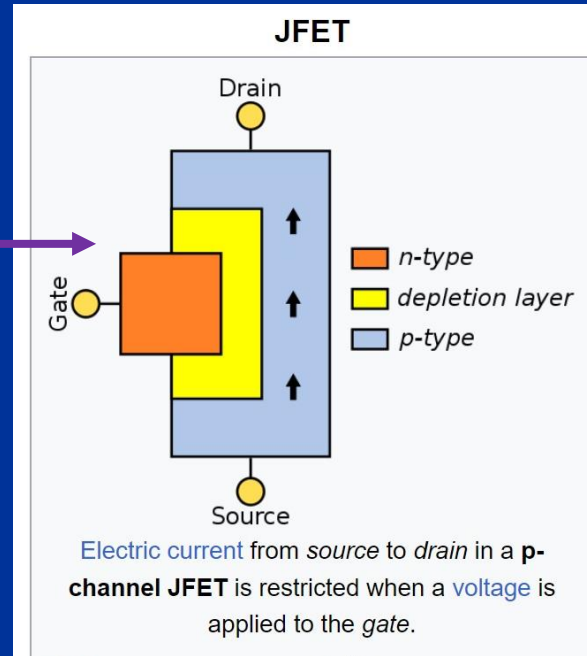 JFET
Drain
n-type
depletion layer
p-type
Gate
Source
Electric current from source to drain in a p-
channel JFET is restricted when a voltage is
applied to the gate.